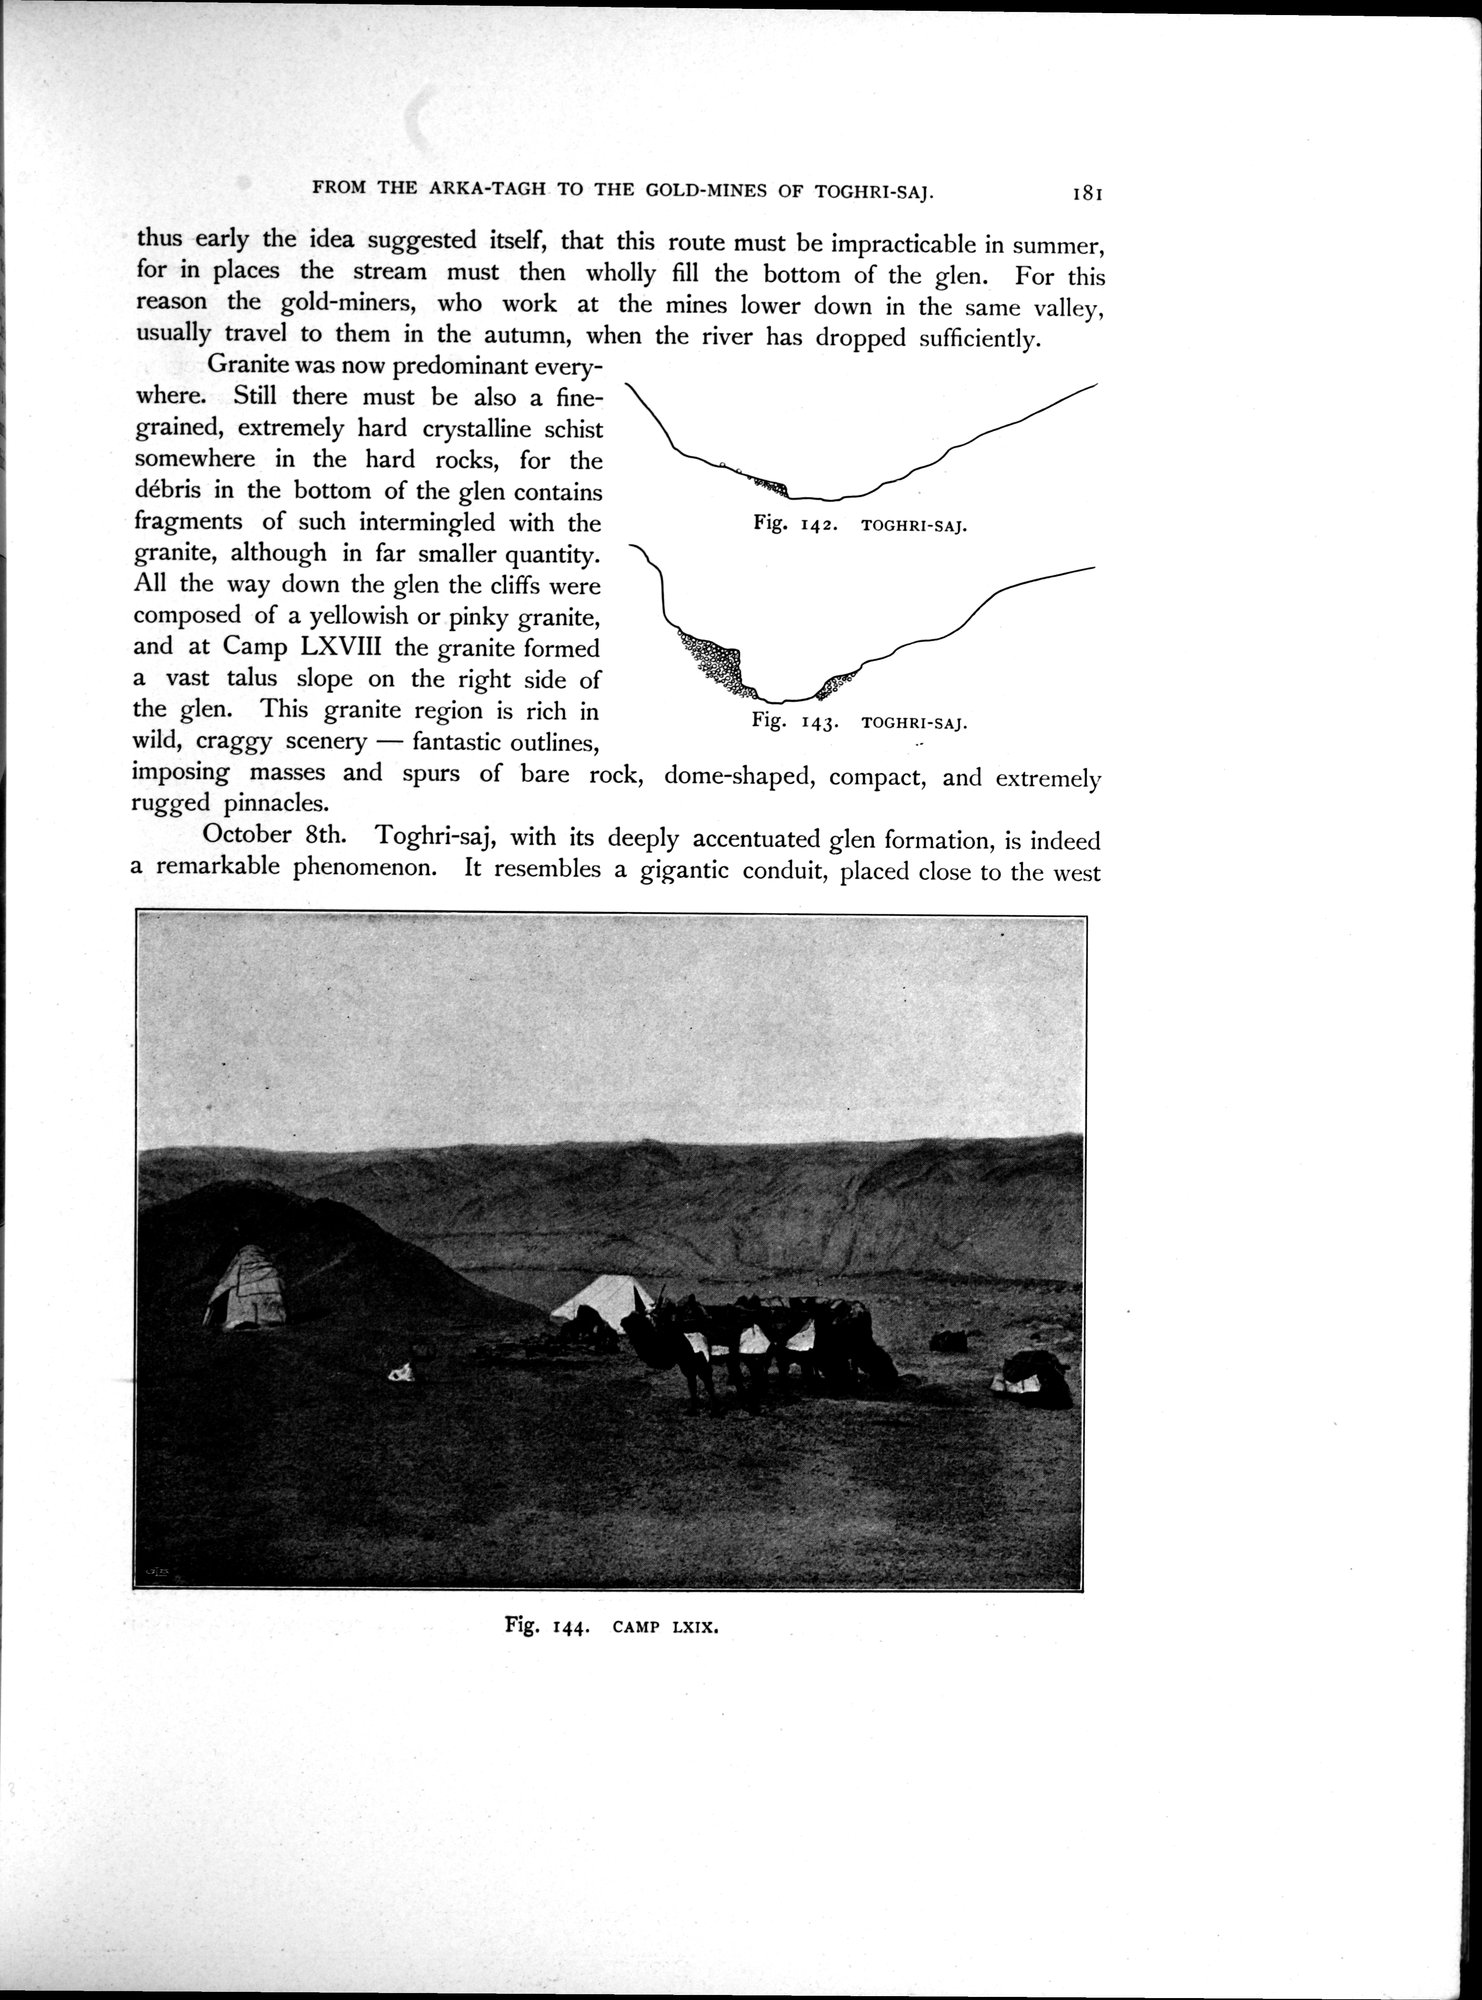 FROM THE ARKA-TAGH TO THE GOLD-MINES OF TOGHRI-SAJ. 181
thus early the idea suggested itself, that this route must be impracticable in summer,
for in places the stream must then wholly fill the bottom of the glen. For this
reason the gold-miners, who work at the mines lower down in the same valley,
usually travel to them in the autumn, when the river has dropped sufficiently.
Granite was now predominant every-
where. Still there must be also a fine-
grained, extremely hard crystalline schist
somewhere in the hard rocks, for the
débris in the bottom of the glen contains
fragments of such intermingled with the
granite, although in far smaller quantity.
All the way down the glen the cliffs were
composed of a yellowish or pinky granite,
and at Camp LXVIII the granite formed
a vast talus slope on the right side of
the glen. This granite region is rich in
wild, craggy scenery — fantastic outlines,
Fig. 142. TOGHRI-SAJ.
Fig. 143. TOGHRI-SAJ.
imposing masses and spurs of bare rock, dome-shaped, compact, and extremely
rugged pinnacles.
October 8th. Toghri-saj, with its deeply accentuated glen formation, is indeed
a remarkable phenomenon. It resembles a gigantic conduit, placed close to the west
Fig. 144. CAMP LXIX.